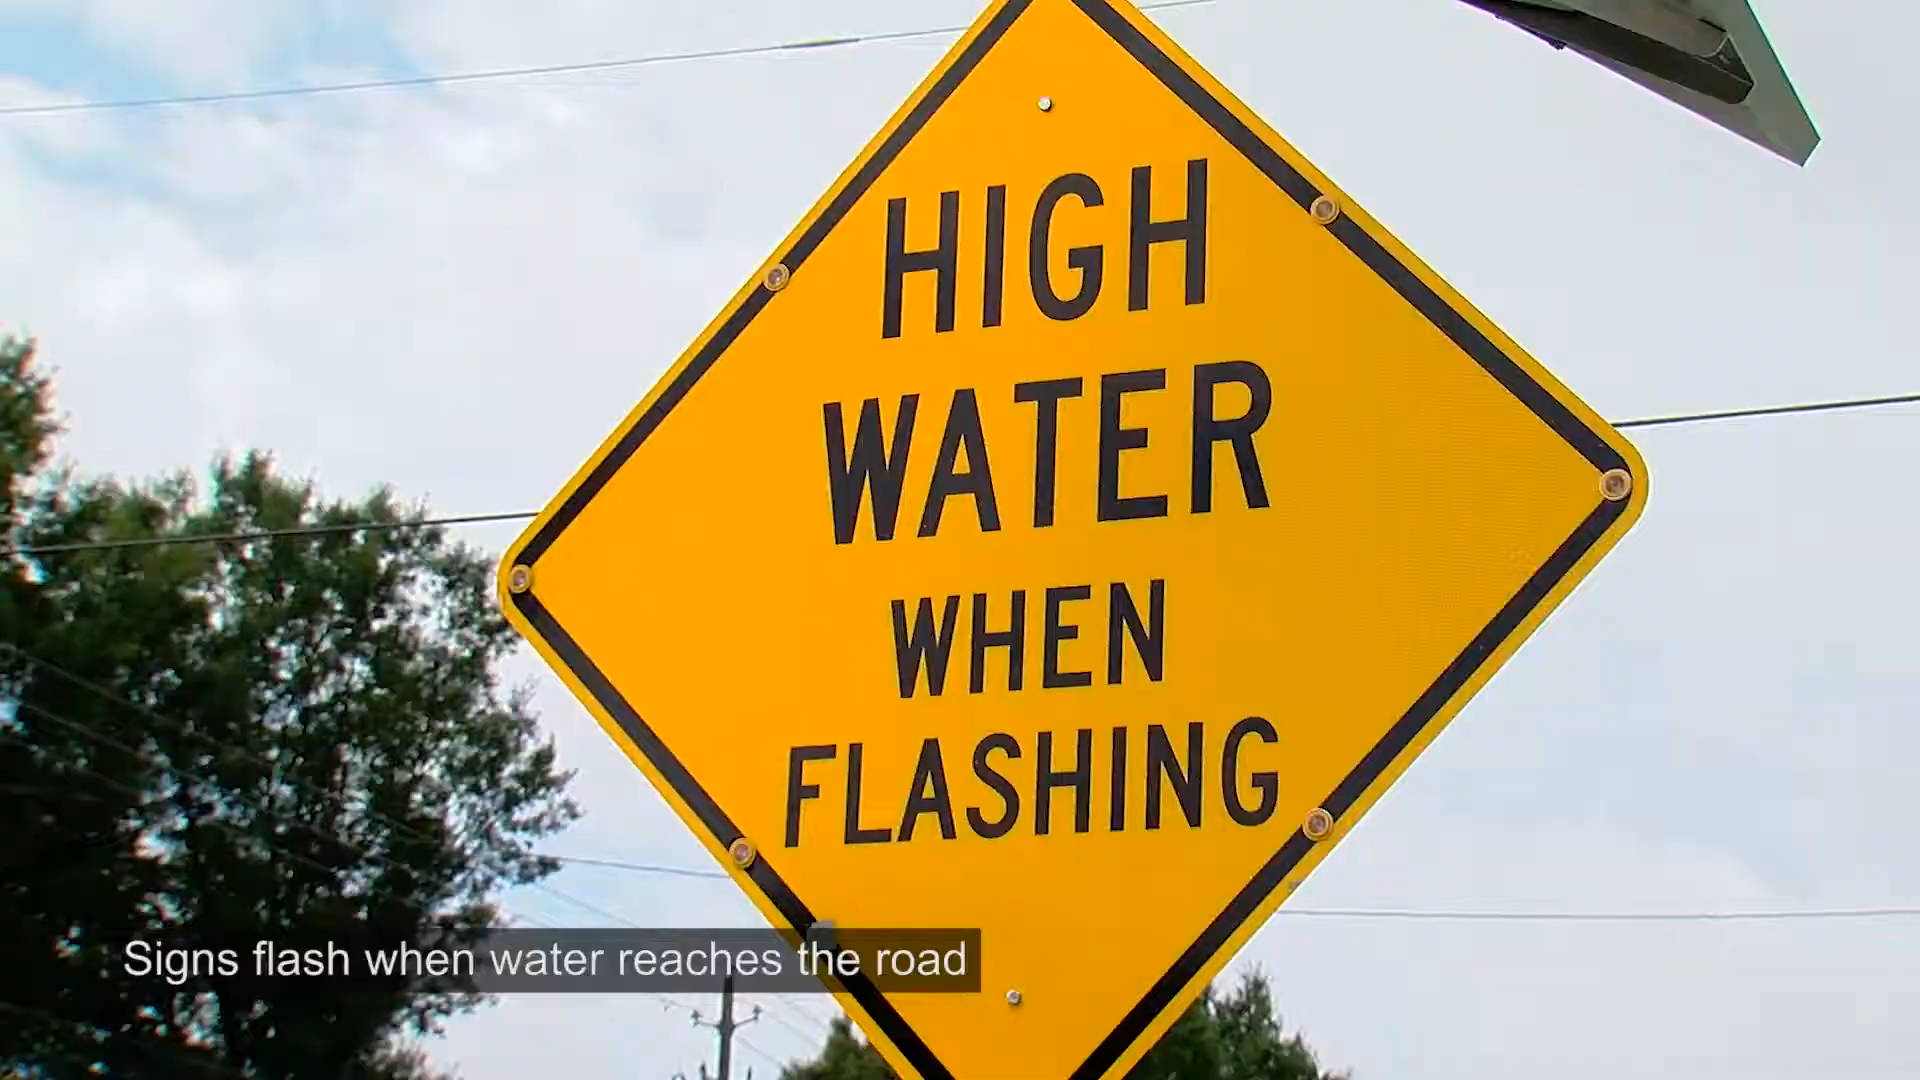 HIGH
WATER
WHEN
FLASHING
Signs flash when water reaches the road